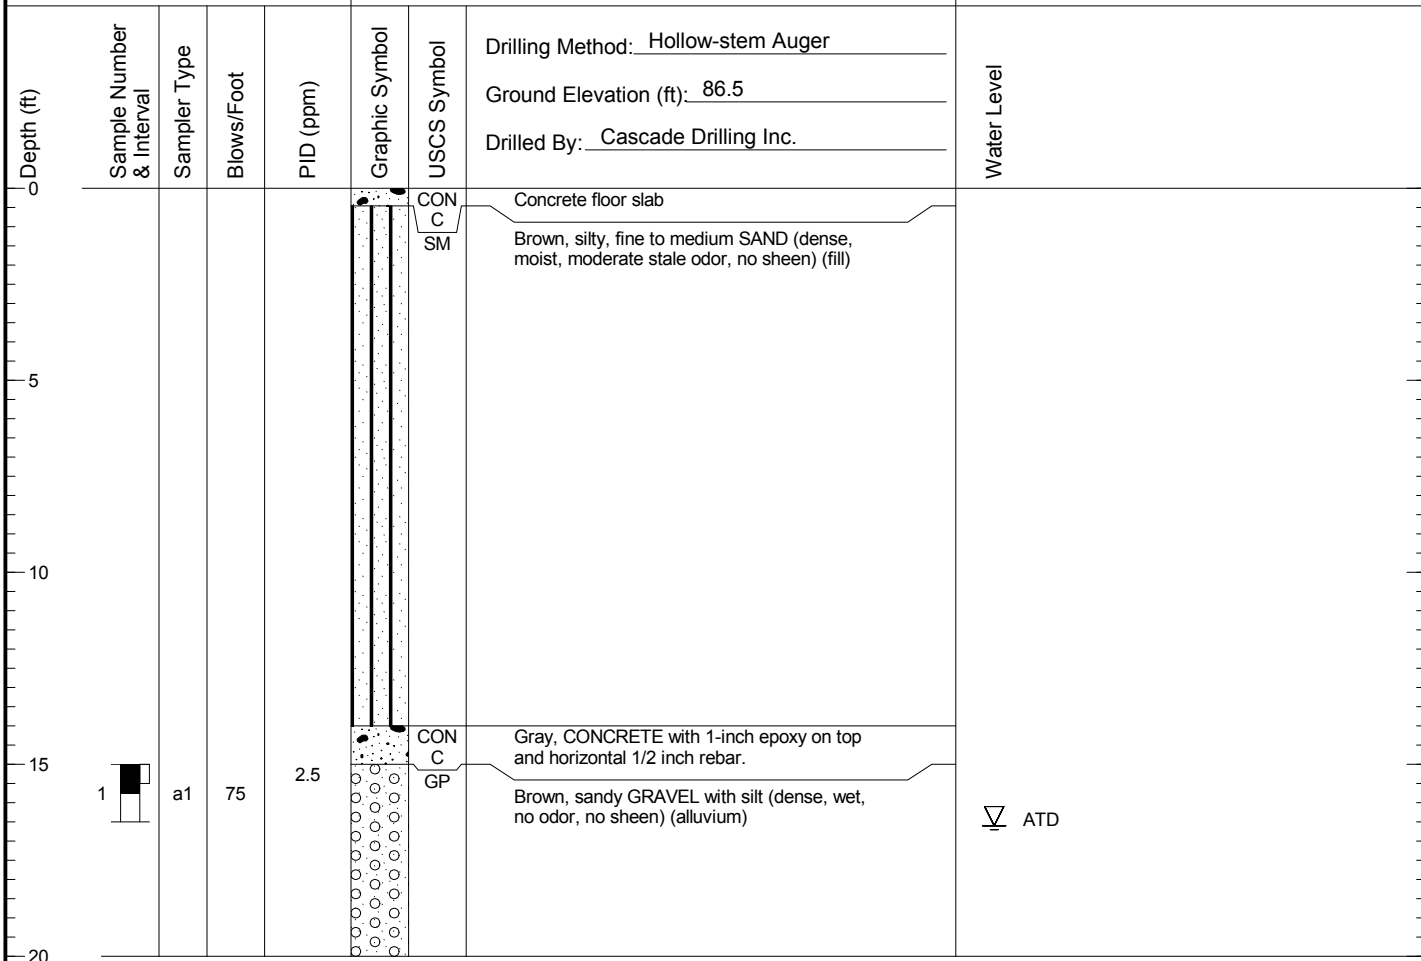 Depth (ft)
Sample Number
& Interval
Sampler Type
Blows/Foot
PID (ppm)
Graphic Symbol
USCS Symbol
Drilling Method: Hollow-stem Auger
Ground Elevation (ft): 86.5
Drilled By: Cascade Drilling Inc.
Water Level
0
CON
C
Concrete floor slab
SM
Brown, silty, fine to medium SAND (dense,
moist, moderate stale odor, no sheen) (fill)
5
10
CON
C
Gray, CONCRETE with 1-inch epoxy on top
and horizontal 1/2 inch rebar.
15
1
a1
75
2.5
GP
Brown, sandy GRAVEL with silt (dense, wet,
no odor, no sheen) (alluvium)
ATD
20